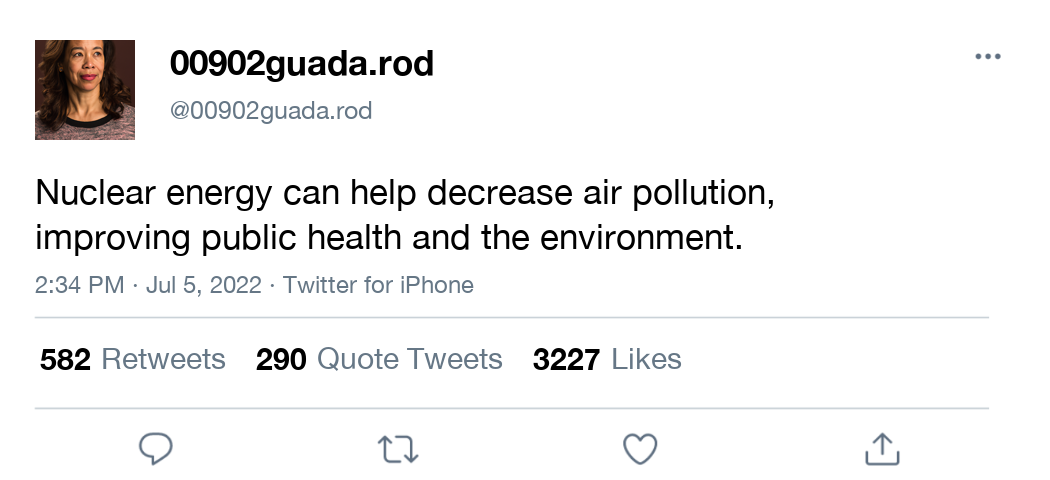 00902guada.rod
@00902guada.rod
Nuclear energy can help decrease air pollution,
improving public health and the environment.
2:34 PM · Jul 5, 2022 · Twitter for iPhone
582 Retweets 290 Quote Tweets 3227 Likes